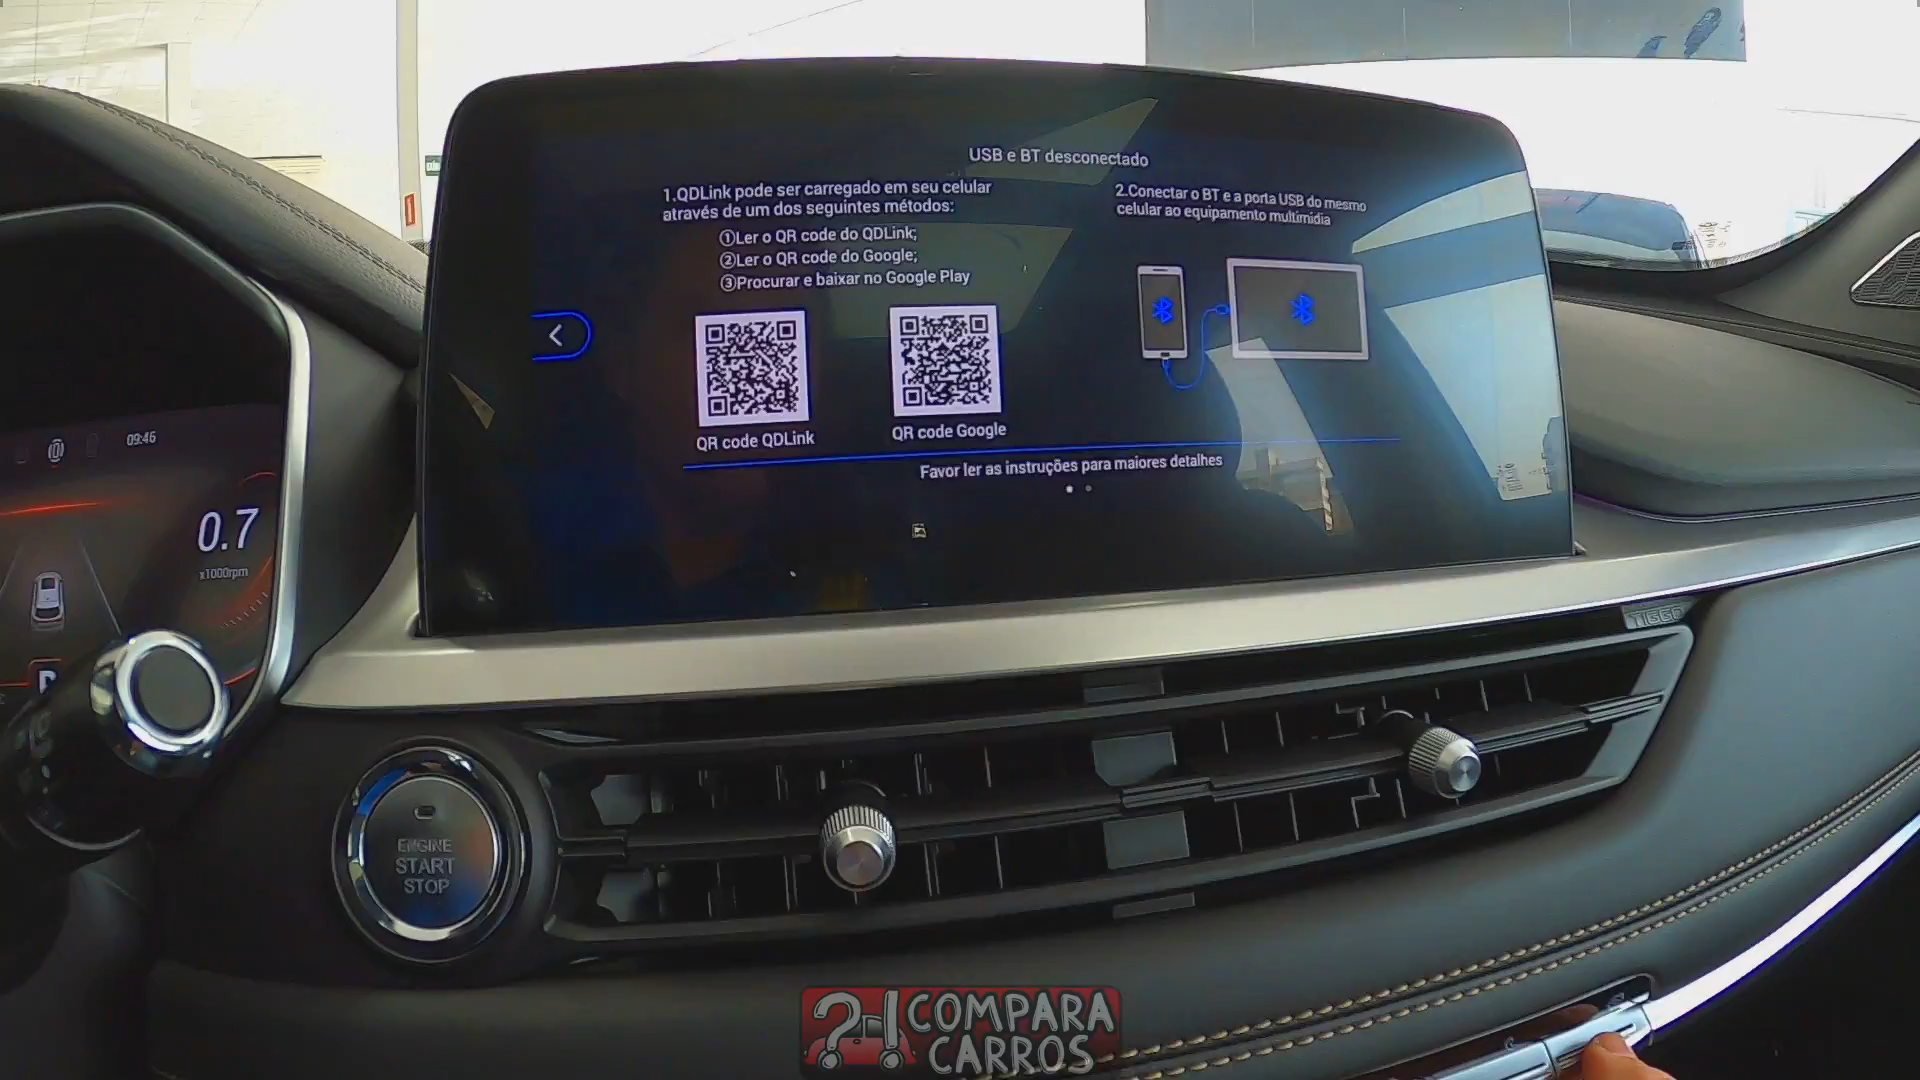 USB e BT desconectado
1.QDLink pode ser carregado em seu celular
através de um dos seguintes métodos:
①Ler o QR code do QDLink;
②Ler o QR code do Google;
③Procurar e baixar no Google Play
QR code QDLink
QR code Google
2.Conectar o BT e a porta USB do mesmo
celular ao equipamento multimídia
Favor ler as instruções para maiores detalhes
09:46
0.7
x1000rpm
TIGGO
ENGINE
START
STOP
?! COMPARA
CARROS